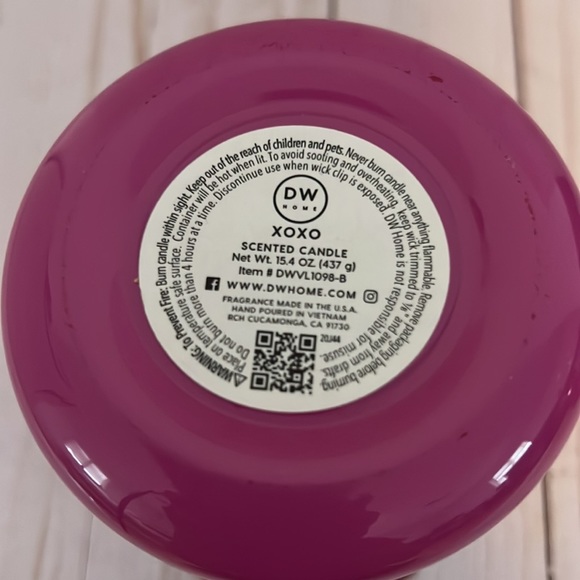 DW
HOME
XOXO
SCENTED CANDLE
Net Wt. 15.4 OZ. (437 g)
Item # DWVL1098-B
WWW.DWHOME.COM
FRAGRANCE MADE IN THE U.S.A.
HAND POURED IN VIETNAM
RCH CUCAMONGA, CA 91730
20J44
WARNING: To Prevent Fire: Burn candle within sight. Keep out of the reach of children and pets. Never burn candle near anything flammable. Remove packaging before burning.
Place on temperature safe surface. Container will be hot when lit. To avoid sooting and overheating, keep wick trimmed to ¼" and away from drafts.
Do not burn more than 4 hours at a time. Discontinue use when wick clip is exposed. DW Home is not responsible for misuse.